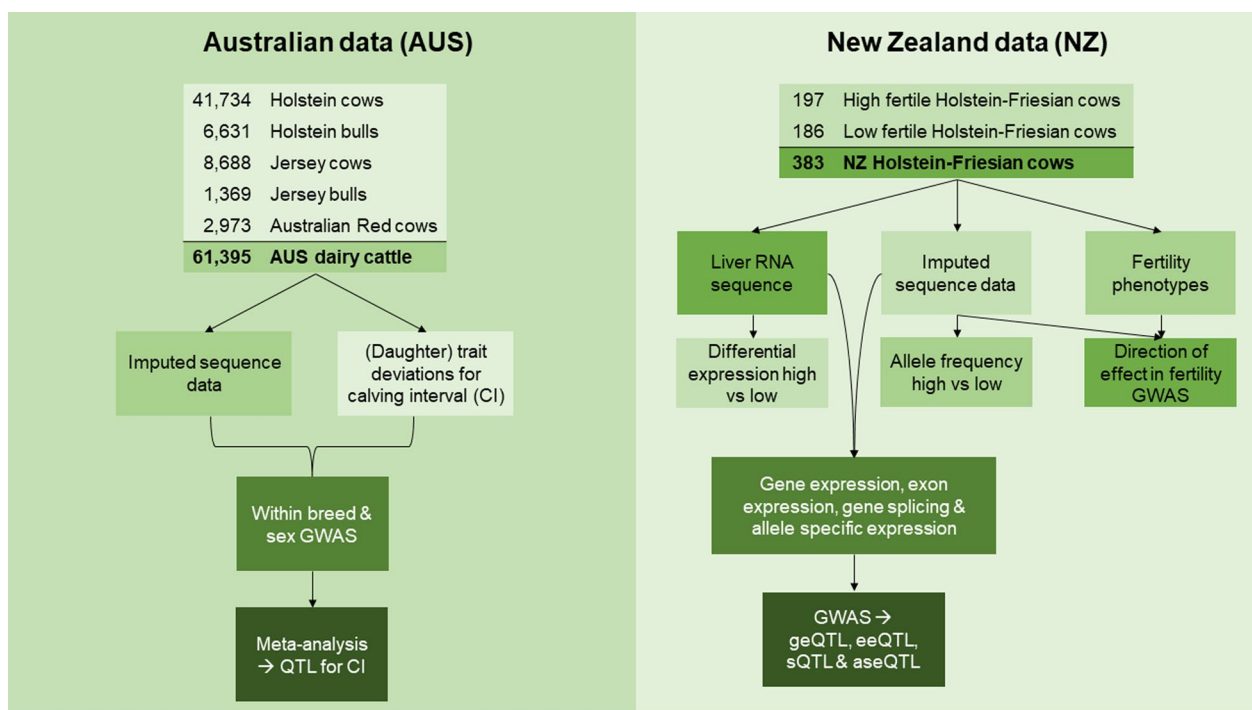 Australian data (AUS)
41,734 Holstein cows
6,631 Holstein bulls
8,688 Jersey cows
1,369 Jersey bulls
2,973 Australian Red cows
61,395 AUS dairy cattle
Imputed sequence
data
(Daughter) trait
deviations for
calving interval (CI)
Within breed &
sex GWAS
Meta-analysis
→ QTL for CI
New Zealand data (NZ)
197 High fertile Holstein-Friesian cows
186 Low fertile Holstein-Friesian cows
383 NZ Holstein-Friesian cows
Liver RNA
sequence
Imputed
sequence data
Fertility
phenotypes
Differential
expression high
vs low
Allele frequency
high vs low
Direction of
effect in fertility
GWAS
Gene expression, exon
expression, gene splicing &
allele specific expression
GWAS →
geQTL, eeQTL,
sQTL & aseQTL